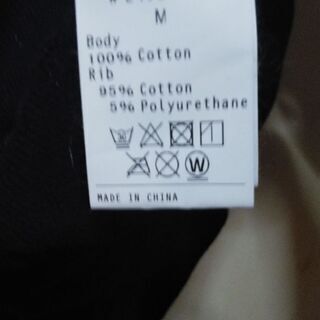 M
Body
100% Cotton
Rib
95% Cotton
5% Polyurethane
W
MADE IN CHINA